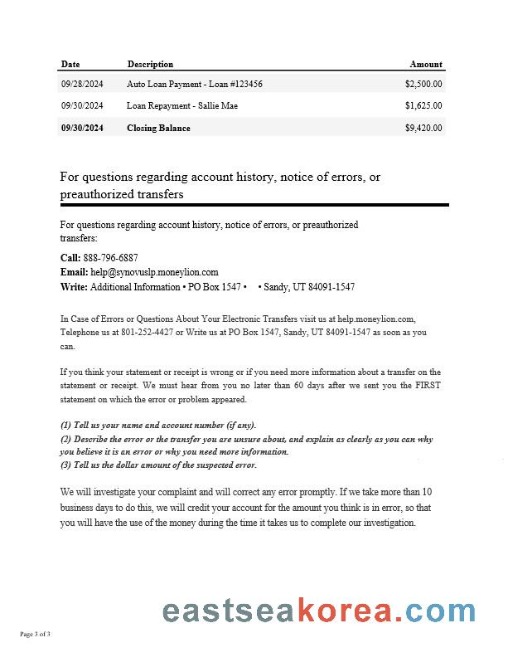 Date Description Amount
09/28/2024 Auto Loan Payment - Loan #123456 $2,500.00
09/30/2024 Loan Repayment - Sallie Mae $1,625.00
09/30/2024 Closing Balance $9,420.00
For questions regarding account history, notice of errors, or
preauthorized transfers
For questions regarding account history, notice of errors, or preauthorized
transfers:
Call: 888-796-6887
Email: help@synovuslp.moneylion.com
Write: Additional Information • PO Box 1547 • • Sandy, UT 84091-1547
In Case of Errors or Questions About Your Electronic Transfers visit us at help.moneylion.com,
Telephone us at 801-252-4427 or Write us at PO Box 1547, Sandy, UT 84091-1547 as soon as you
can.
If you think your statement or receipt is wrong or if you need more information about a transfer on the
statement or receipt. We must hear from you no later than 60 days after we sent you the FIRST
statement on which the error or problem appeared.
(1) Tell us your name and account number (if any).
(2) Describe the error or the transfer you are unsure about, and explain as clearly as you can why
you believe it is an error or why you need more information.
(3) Tell us the dollar amount of the suspected error.
We will investigate your complaint and will correct any error promptly. If we take more than 10
business days to do this, we will credit your account for the amount you think is in error, so that
you will have the use of the money during the time it takes us to complete our investigation.
eastseakorea.com
Page 3 of 3